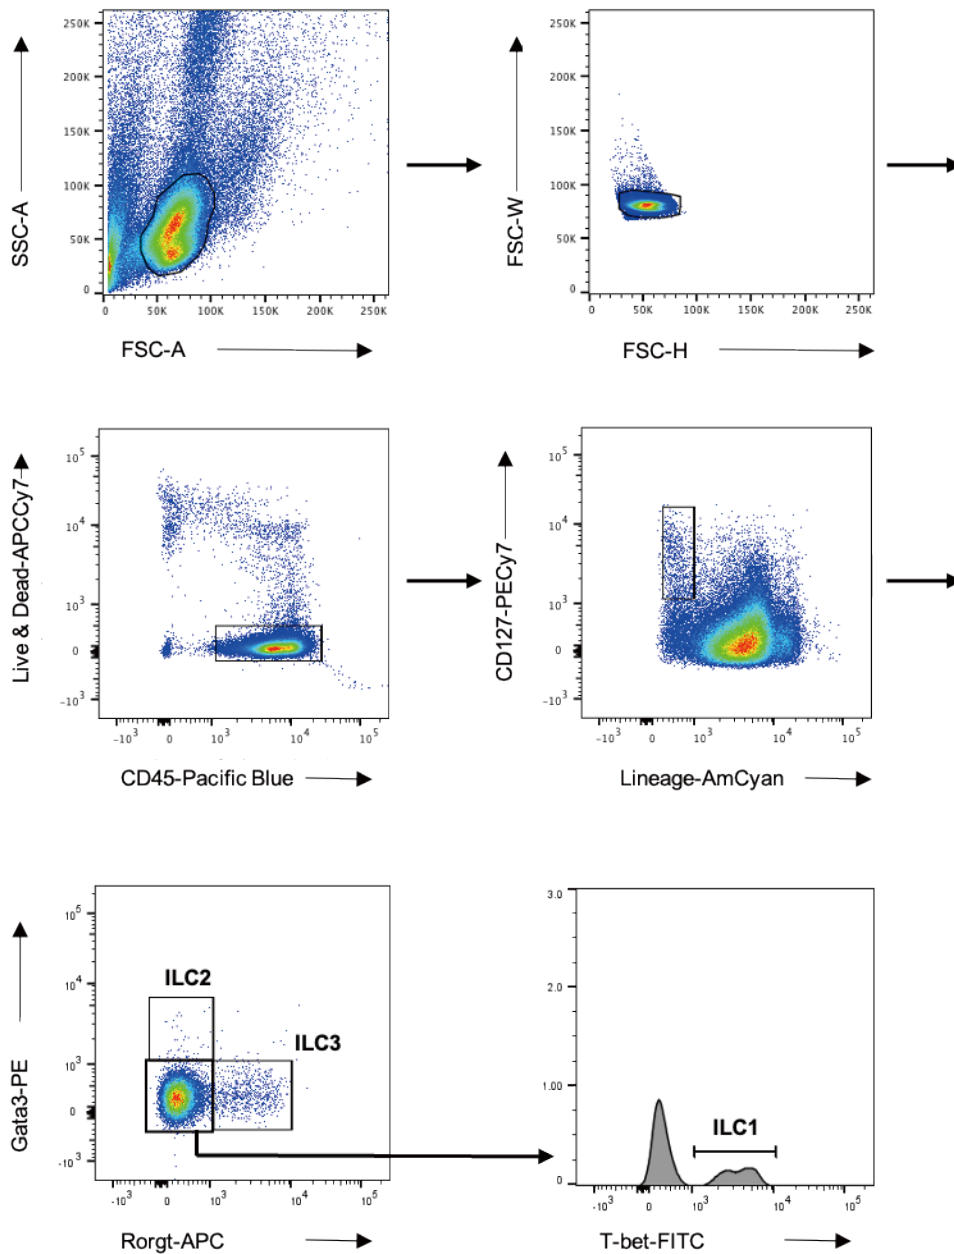 250K
200K
150K
100K
50K
0
0 50K 100K 150K 200K 250K
SSC-A
FSC-A
250K
200K
150K
100K
50K
0
0 50K 100K 150K 200K 250K
FSC-W
FSC-H
10^5
10^4
10^3
0
-10^3
-10^3 0 10^3 10^4 10^5
Live & Dead-APCCy7
CD45-Pacific Blue
10^5
10^4
10^3
0
-10^3
-10^3 0 10^3 10^4 10^5
CD127-PECy7
Lineage-AmCyan
10^5
10^4
10^3
0
-10^3
ILC2
ILC3
-10^3 0 10^3 10^4 10^5
Gata3-PE
Rorgt-APC
3.0
2.0
1.00
0
ILC1
-10^3 0 10^3 10^4 10^5
T-bet-FITC